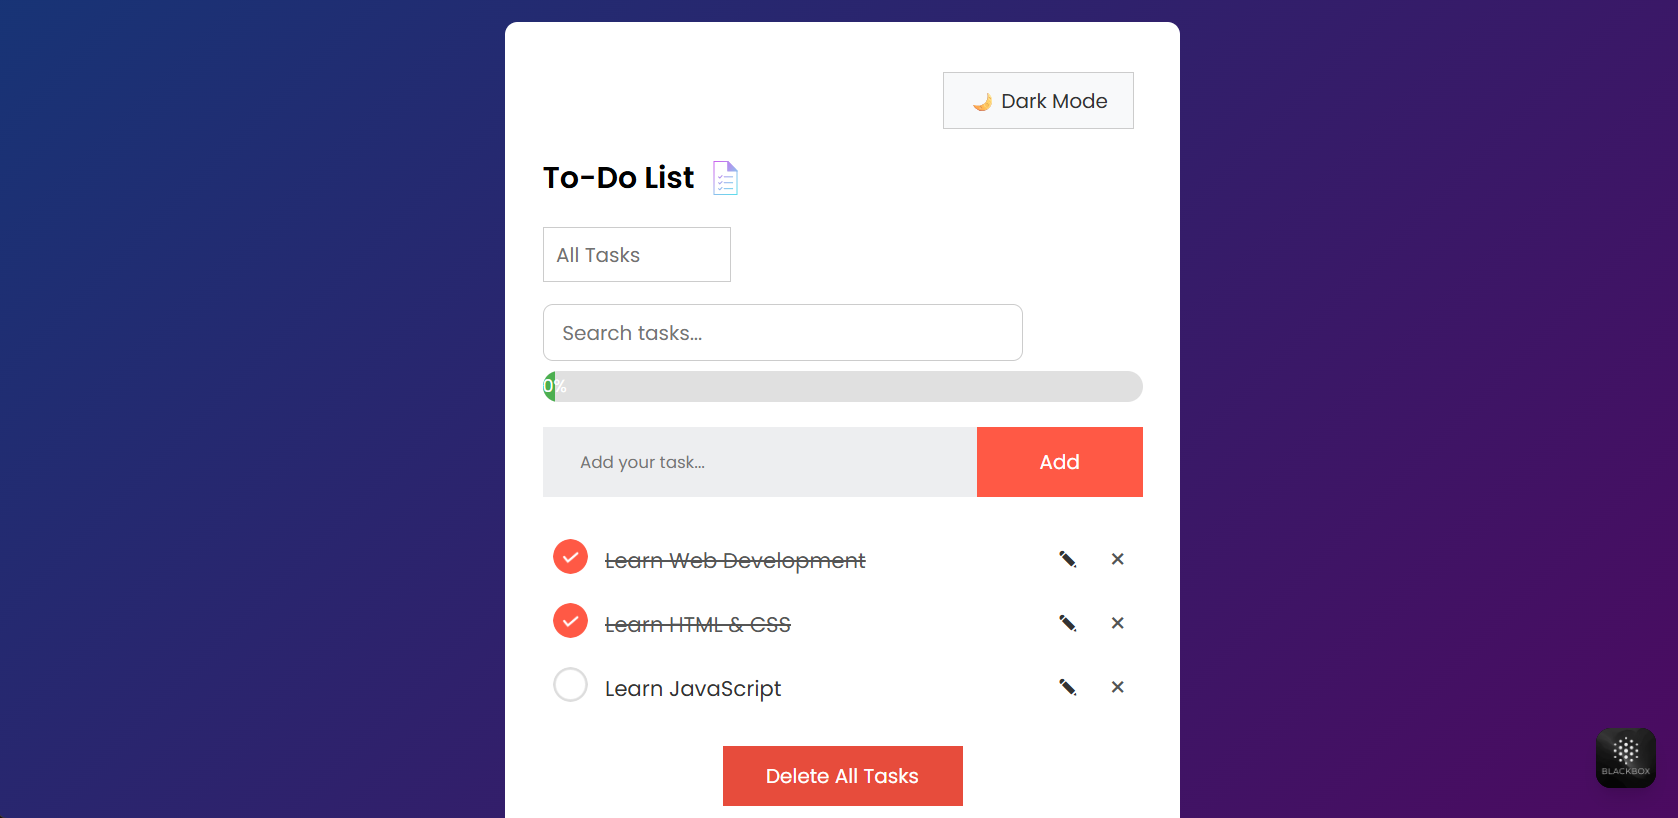 🌙 Dark Mode
To-Do List
All Tasks
Search tasks...
0%
Add your task...
Add
Learn Web Development
Learn HTML & CSS
Learn JavaScript
Delete All Tasks
BLACKBOX